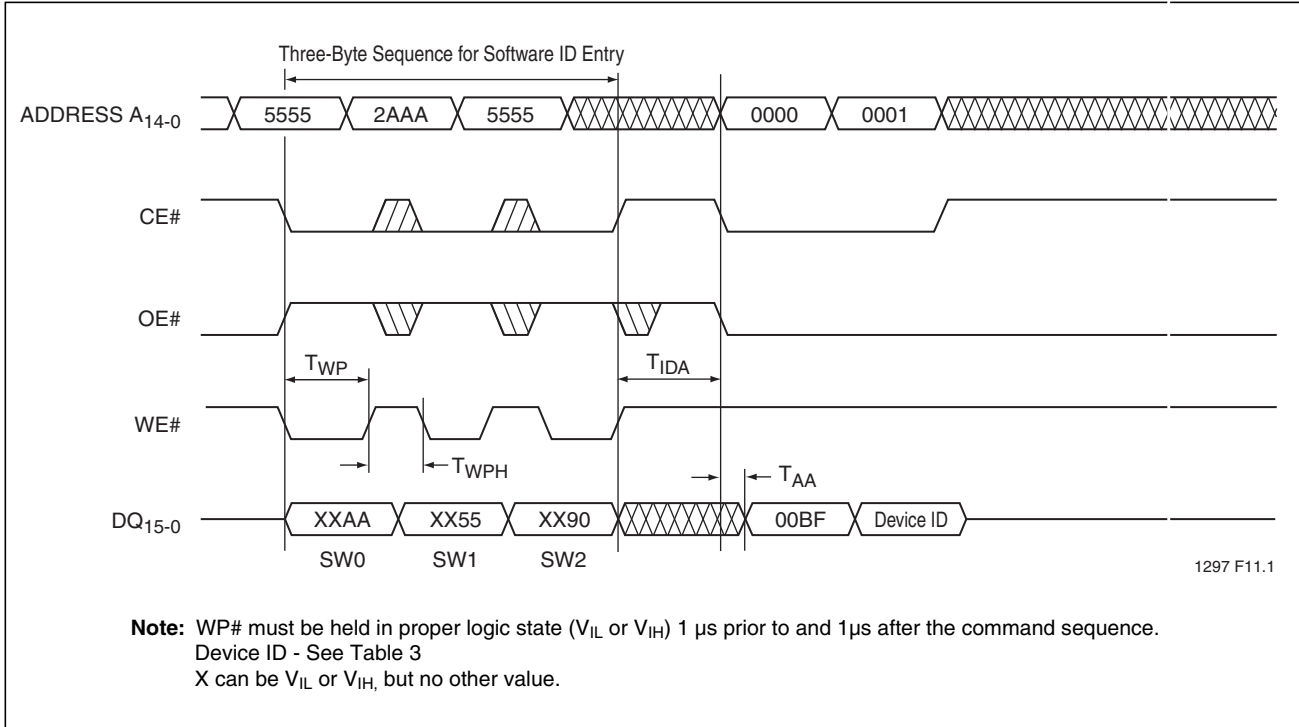 Three-Byte Sequence for Software ID Entry
ADDRESS A14-0
5555 2AAA 5555 0000 0001
CE#
OE#
TWP TIDA
WE#
TWPH TAA
DQ15-0
XXAA XX55 XX90 00BF Device ID
SW0 SW1 SW2
1297 F11.1
Note: WP# must be held in proper logic state (VIL or VIH) 1 µs prior to and 1µs after the command sequence.
Device ID - See Table 3
X can be VIL or VIH, but no other value.